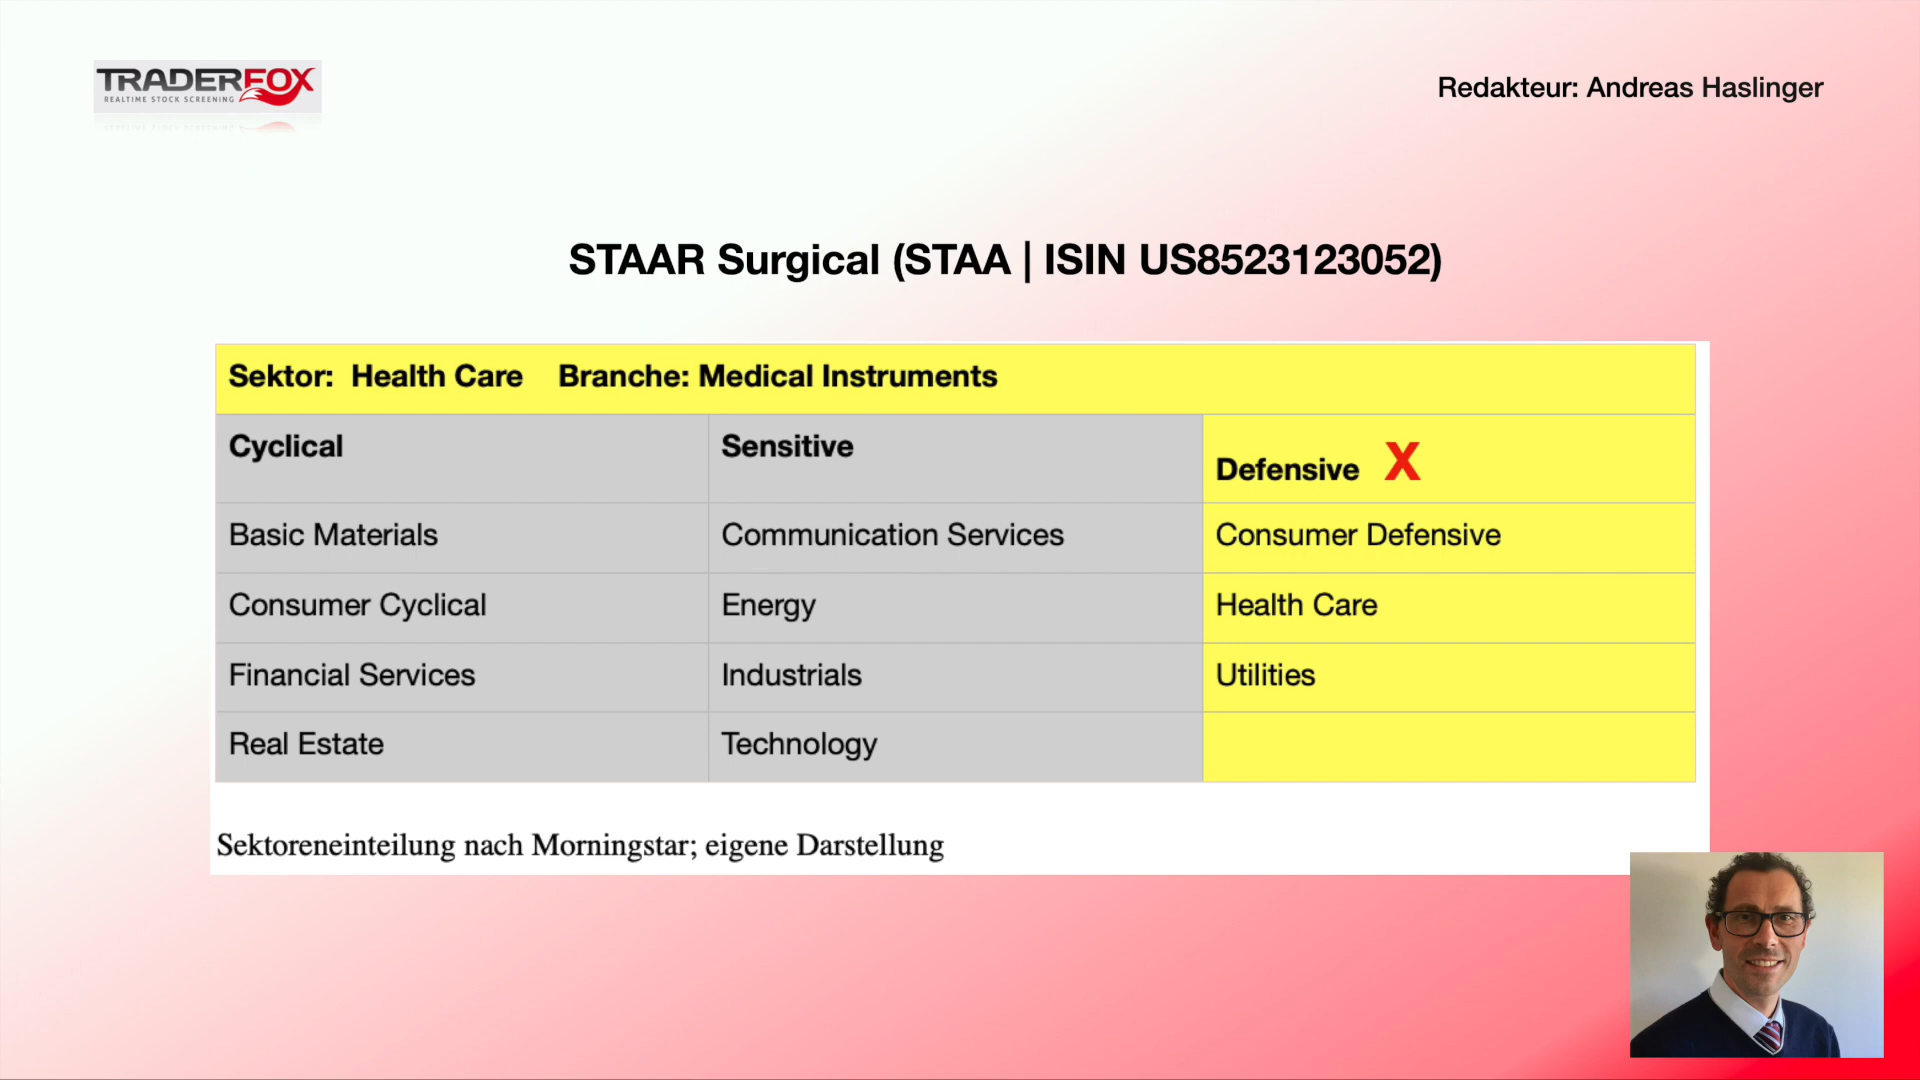 TRADERFOX
REALTIME STOCK SCREENING
Redakteur: Andreas Haslinger
STAAR Surgical (STAA | ISIN US8523123052)
Sektor: Health Care Branche: Medical Instruments
Cyclical Sensitive Defensive X
Basic Materials Communication Services Consumer Defensive
Consumer Cyclical Energy Health Care
Financial Services Industrials Utilities
Real Estate Technology
Sektoreneinteilung nach Morningstar; eigene Darstellung